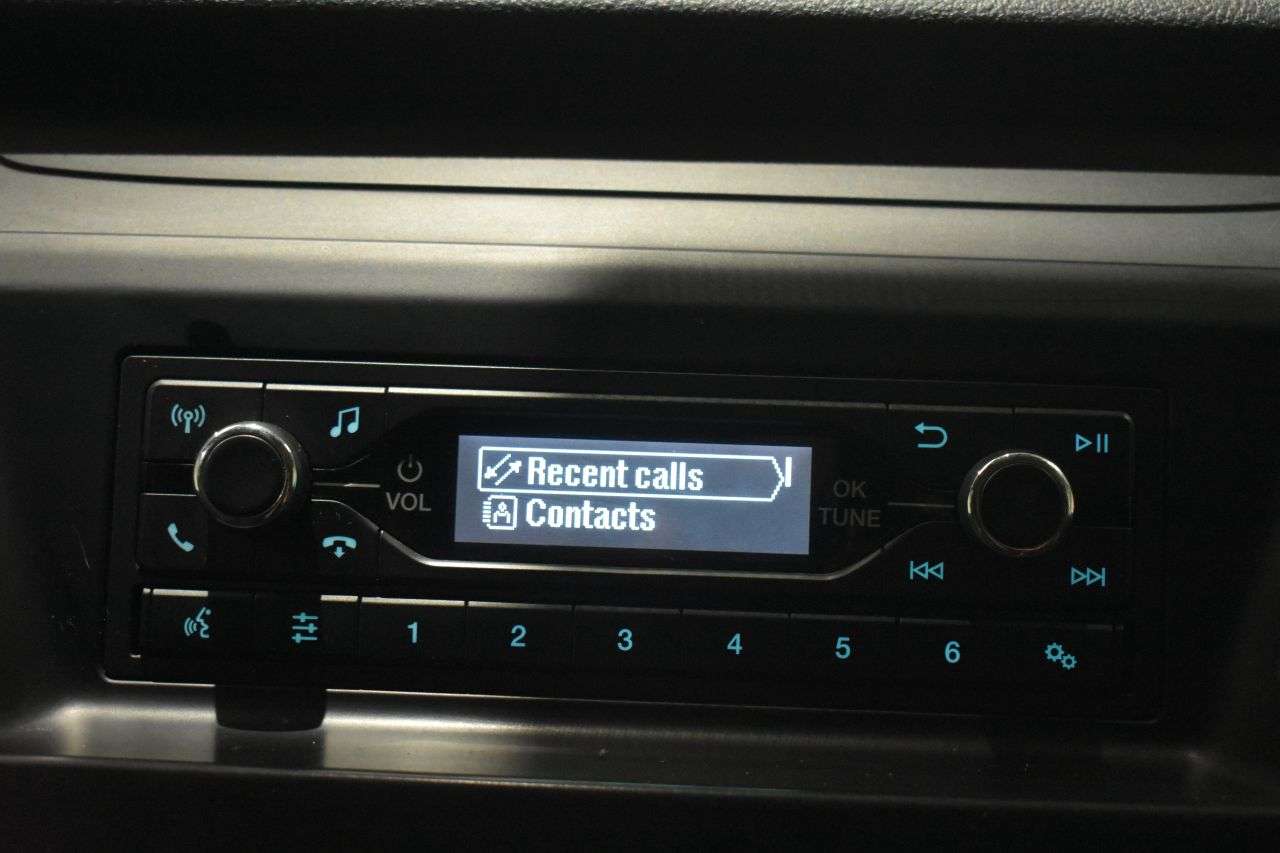 Recent calls
Contacts
VOL
OK
TUNE
1 2 3 4 5 6